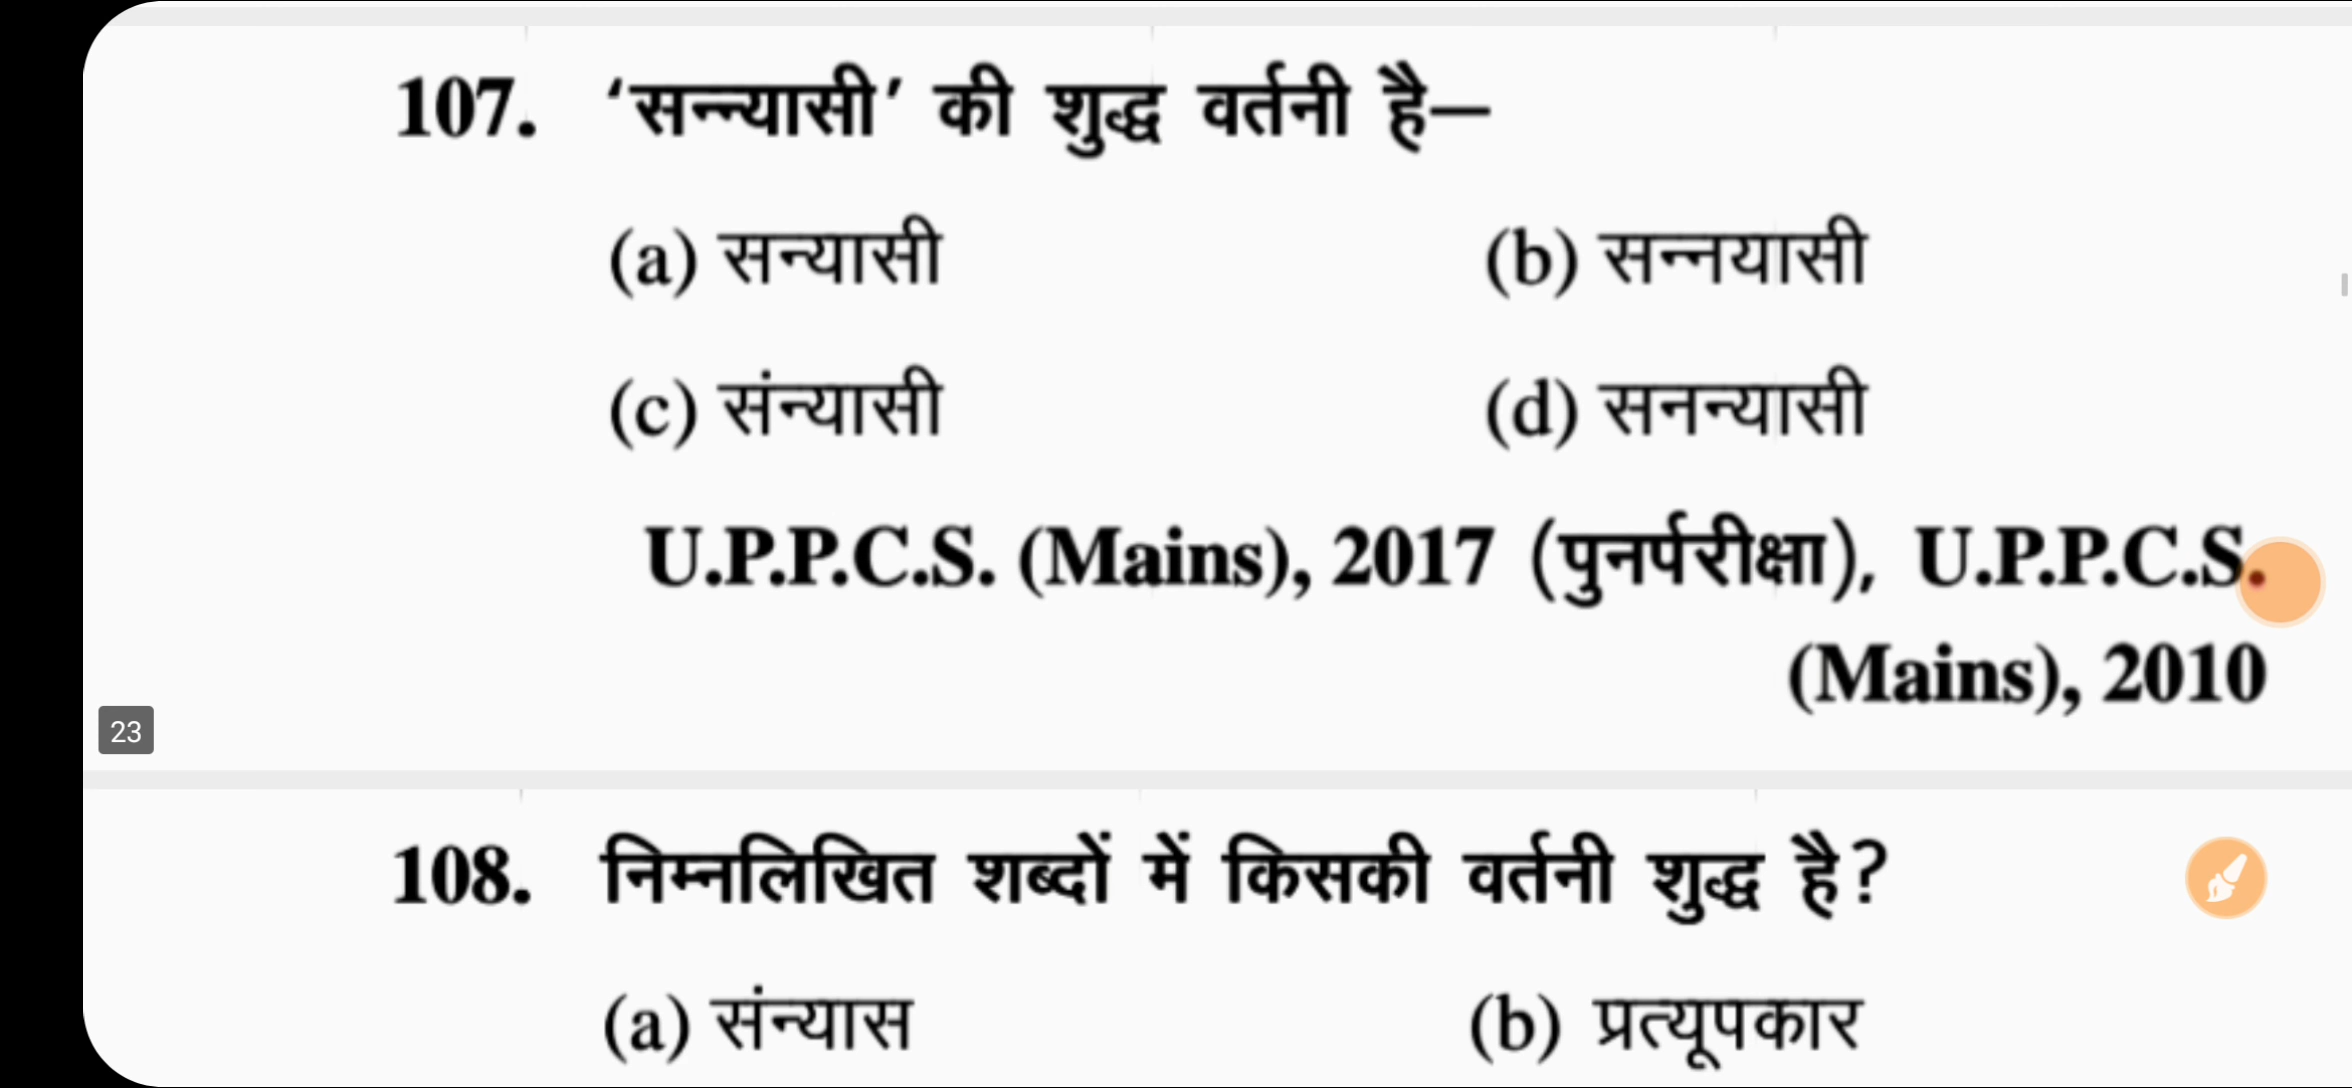 107. ‘सन्न्यासी’ की शुद्ध वर्तनी है—
(a) सन्यासी (b) सन्नयासी
(c) संन्यासी (d) सनन्यासी
U.P.P.C.S. (Mains), 2017 (पुनर्परीक्षा), U.P.P.C.S.
(Mains), 2010
23
108. निम्नलिखित शब्दों में किसकी वर्तनी शुद्ध है?
(a) संन्यास (b) प्रत्यूपकार